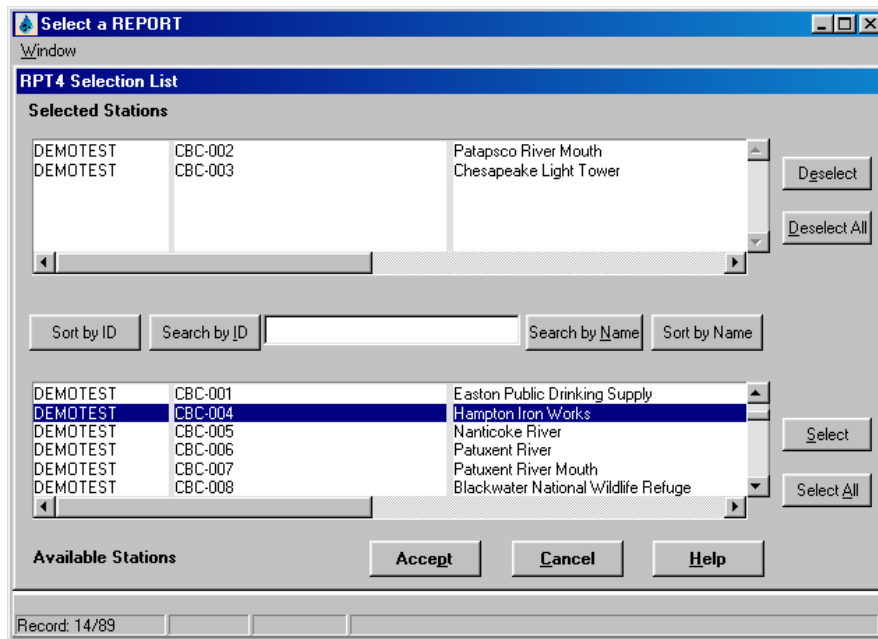 Select a REPORT
Window
RPT4 Selection List
Selected Stations
DEMOTEST CBC-002 Patapsco River Mouth
DEMOTEST CBC-003 Chesapeake Light Tower
Deselect
Deselect All
Sort by ID Search by ID Search by Name Sort by Name
DEMOTEST CBC-001 Easton Public Drinking Supply
DEMOTEST CBC-004 Hampton Iron Works
DEMOTEST CBC-005 Nanticoke River
DEMOTEST CBC-006 Patuxent River
DEMOTEST CBC-007 Patuxent River Mouth
DEMOTEST CBC-008 Blackwater National Wildlife Refuge
Select
Select All
Available Stations Accept Cancel Help
Record: 14/89